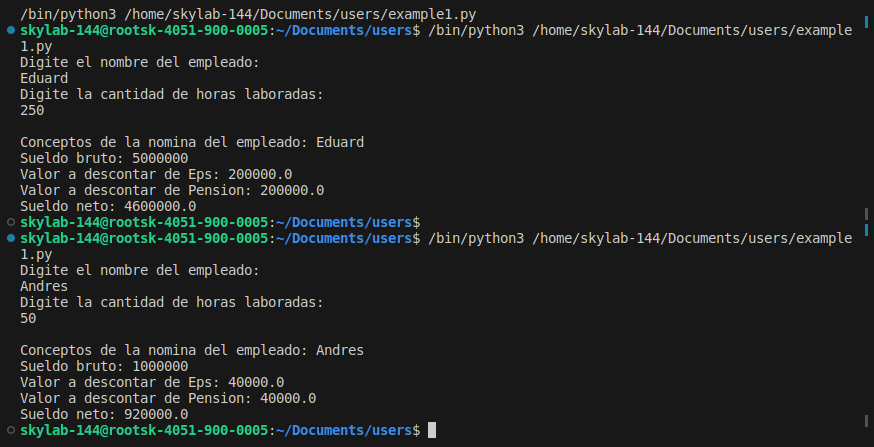 /bin/python3 /home/skylab-144/Documents/users/example1.py
skylab-144@rootsk-4051-900-0005:~/Documents/users$ /bin/python3 /home/skylab-144/Documents/users/example
1.py
Digite el nombre del empleado:
Eduard
Digite la cantidad de horas laboradas:
250

Conceptos de la nomina del empleado: Eduard
Sueldo bruto: 5000000
Valor a descontar de Eps: 200000.0
Valor a descontar de Pension: 200000.0
Sueldo neto: 4600000.0
skylab-144@rootsk-4051-900-0005:~/Documents/users$
skylab-144@rootsk-4051-900-0005:~/Documents/users$ /bin/python3 /home/skylab-144/Documents/users/example
1.py
Digite el nombre del empleado:
Andres
Digite la cantidad de horas laboradas:
50

Conceptos de la nomina del empleado: Andres
Sueldo bruto: 1000000
Valor a descontar de Eps: 40000.0
Valor a descontar de Pension: 40000.0
Sueldo neto: 920000.0
skylab-144@rootsk-4051-900-0005:~/Documents/users$